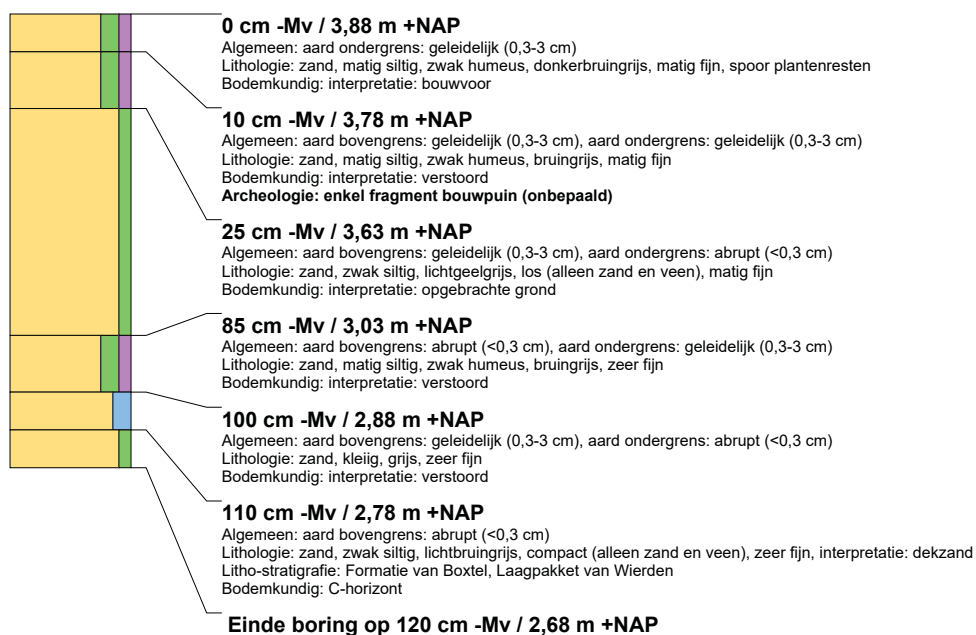 0 cm -Mv / 3,88 m +NAP
Algemeen: aard ondergrens: geleidelijk (0,3-3 cm)
Lithologie: zand, matig siltig, zwak humeus, donkerbruingrijs, matig fijn, spoor plantenresten
Bodemkundig: interpretatie: bouwvoor
10 cm -Mv / 3,78 m +NAP
Algemeen: aard bovengrens: geleidelijk (0,3-3 cm), aard ondergrens: geleidelijk (0,3-3 cm)
Lithologie: zand, matig siltig, zwak humeus, bruingrijs, matig fijn
Bodemkundig: interpretatie: verstoord
Archeologie: enkel fragment bouwpuin (onbepaald)
25 cm -Mv / 3,63 m +NAP
Algemeen: aard bovengrens: geleidelijk (0,3-3 cm), aard ondergrens: abrupt (<0,3 cm)
Lithologie: zand, zwak siltig, lichtgeelgrijs, los (alleen zand en veen), matig fijn
Bodemkundig: interpretatie: opgebrachte grond
85 cm -Mv / 3,03 m +NAP
Algemeen: aard bovengrens: abrupt (<0,3 cm), aard ondergrens: geleidelijk (0,3-3 cm)
Lithologie: zand, matig siltig, zwak humeus, bruingrijs, zeer fijn
Bodemkundig: interpretatie: verstoord
100 cm -Mv / 2,88 m +NAP
Algemeen: aard bovengrens: geleidelijk (0,3-3 cm), aard ondergrens: abrupt (<0,3 cm)
Lithologie: zand, kleiig, grijs, zeer fijn
Bodemkundig: interpretatie: verstoord
110 cm -Mv / 2,78 m +NAP
Algemeen: aard bovengrens: abrupt (<0,3 cm)
Lithologie: zand, zwak siltig, lichtbruingrijs, compact (alleen zand en veen), zeer fijn, interpretatie: dekzand
Litho-stratigrafie: Formatie van Boxtel, Laagpakket van Wierden
Bodemkundig: C-horizont
Einde boring op 120 cm -Mv / 2,68 m +NAP